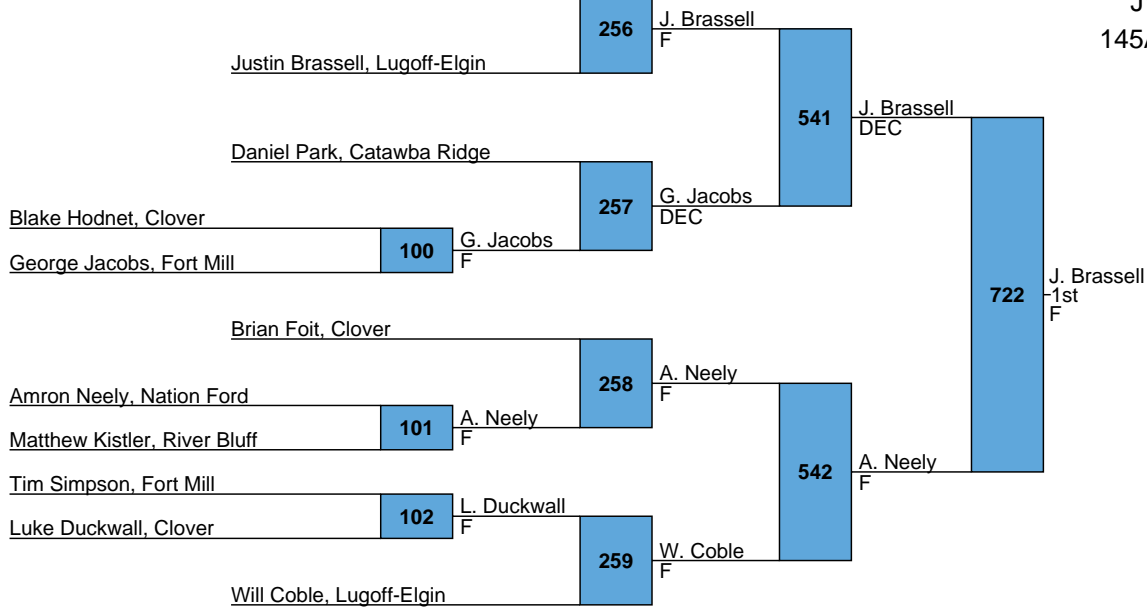 J
145A
256
J. Brassell
F
Justin Brassell, Lugoff-Elgin
541
J. Brassell
DEC
Daniel Park, Catawba Ridge
257
G. Jacobs
DEC
Blake Hodnet, Clover
100
G. Jacobs
F
George Jacobs, Fort Mill
722
J. Brassell
1st
F
Brian Foit, Clover
258
A. Neely
F
Amron Neely, Nation Ford
101
A. Neely
F
Matthew Kistler, River Bluff
542
A. Neely
F
Tim Simpson, Fort Mill
102
L. Duckwall
F
Luke Duckwall, Clover
259
W. Coble
F
Will Coble, Lugoff-Elgin